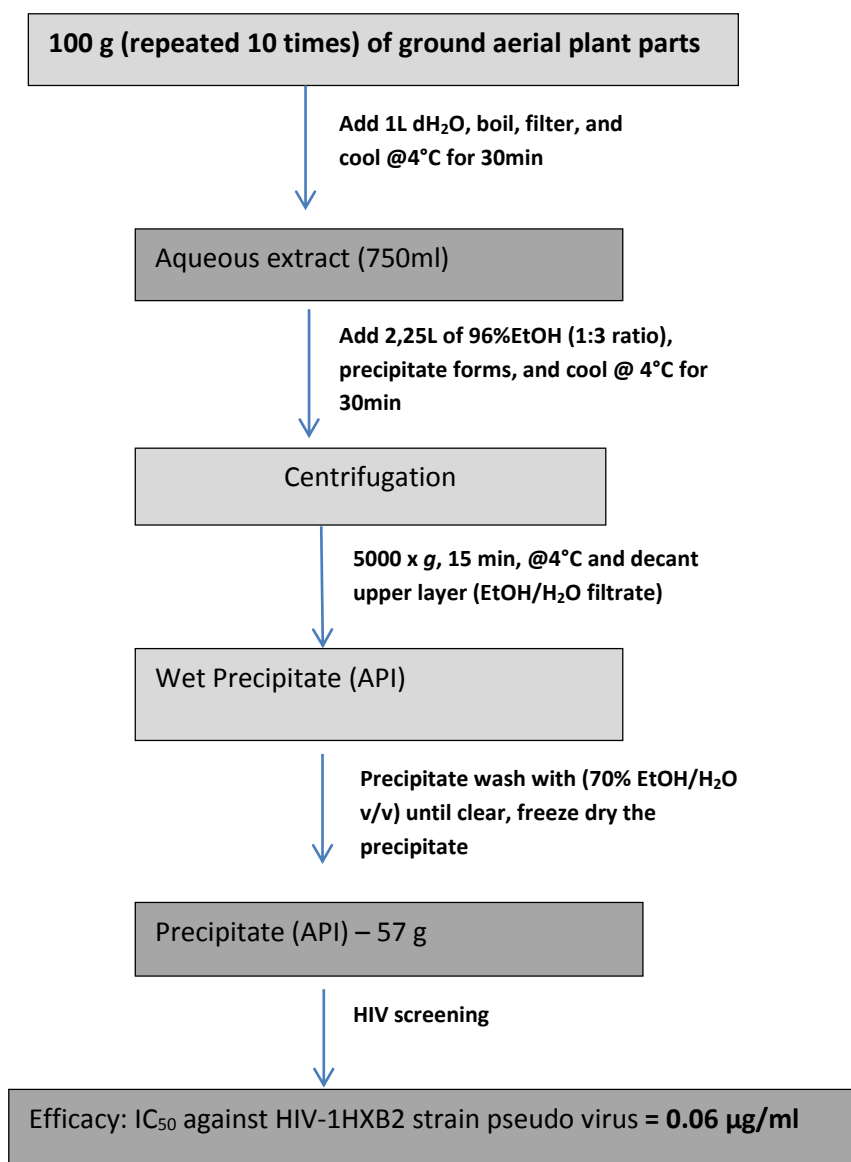 100 g (repeated 10 times) of ground aerial plant parts
Add 1L dH₂O, boil, filter, and
cool @4°C for 30min
Aqueous extract (750ml)
Add 2,25L of 96%EtOH (1:3 ratio),
precipitate forms, and cool @ 4°C for
30min
Centrifugation
5000 x g, 15 min, @4°C and decant
upper layer (EtOH/H₂O filtrate)
Wet Precipitate (API)
Precipitate wash with (70% EtOH/H₂O
v/v) until clear, freeze dry the
precipitate
Precipitate (API) – 57 g
HIV screening
Efficacy: IC₅₀ against HIV-1HXB2 strain pseudo virus = 0.06 µg/ml